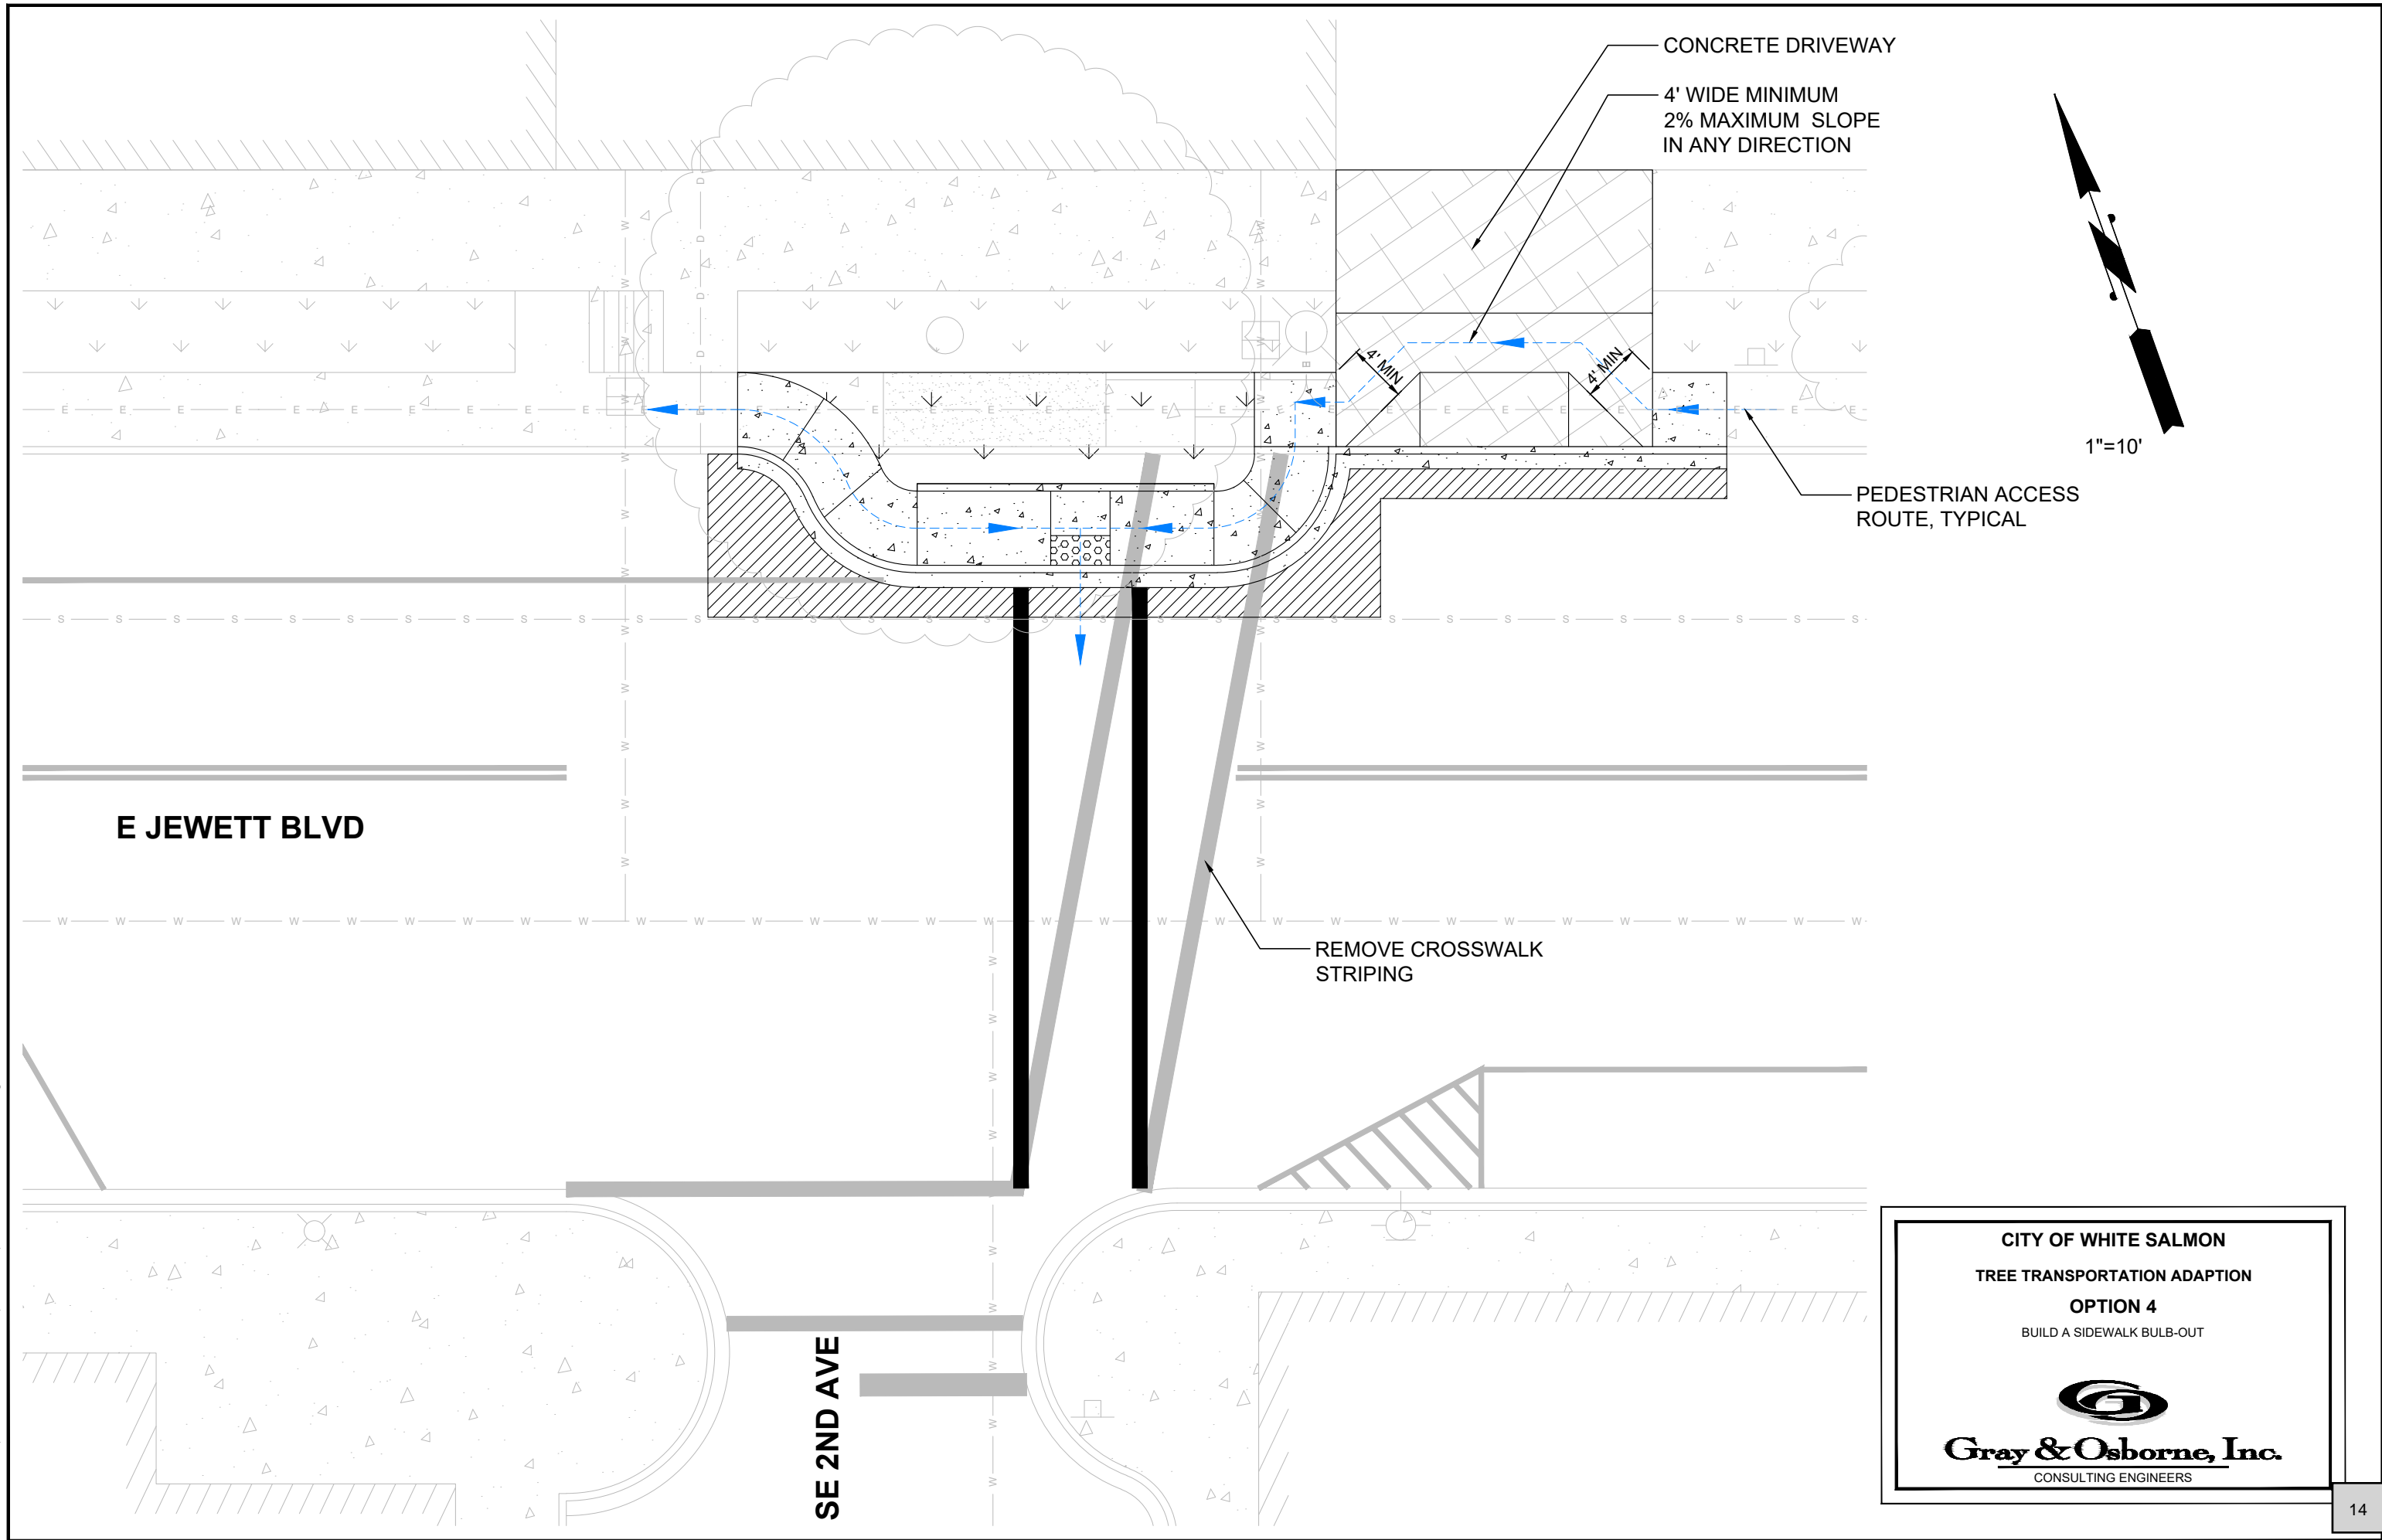 CONCRETE DRIVEWAY
4' WIDE MINIMUM
2% MAXIMUM SLOPE
IN ANY DIRECTION
4' MIN
4' MIN
1"=10'
PEDESTRIAN ACCESS
ROUTE, TYPICAL
E JEWETT BLVD
REMOVE CROSSWALK
STRIPING
SE 2ND AVE
CITY OF WHITE SALMON
TREE TRANSPORTATION ADAPTION
OPTION 4
BUILD A SIDEWALK BULB-OUT
G
Gray & Osborne, Inc.
CONSULTING ENGINEERS
14